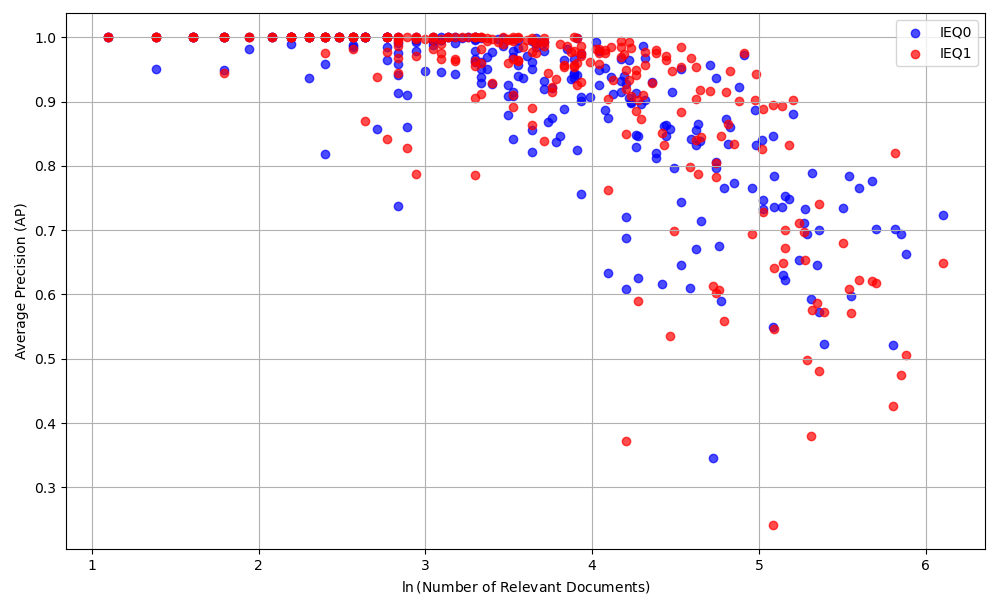 1.0
0.9
0.8
0.7
0.6
0.5
0.4
0.3
Average Precision (AP)
IEQ0
IEQ1
1 2 3 4 5 6
ln (Number of Relevant Documents)